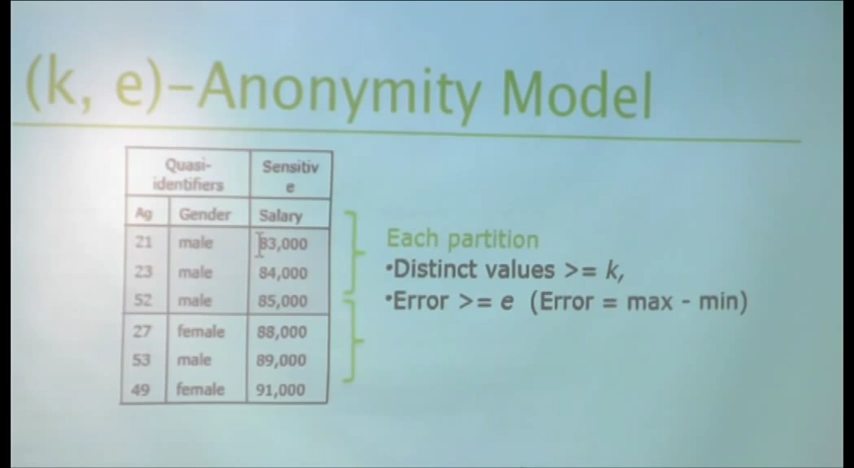 (k, e)-Anonymity Model
Quasi-
identifiers
Sensitiv
e
Ag Gender Salary
21 male 83,000
23 male 84,000
52 male 85,000
27 female 88,000
53 male 89,000
49 female 91,000
Each partition
•Distinct values >= k,
•Error >= e (Error = max - min)